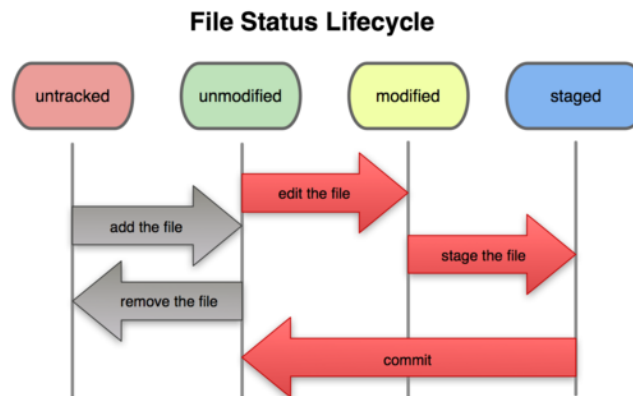 File Status Lifecycle
untracked
unmodified
modified
staged
edit the file
add the file
stage the file
remove the file
commit